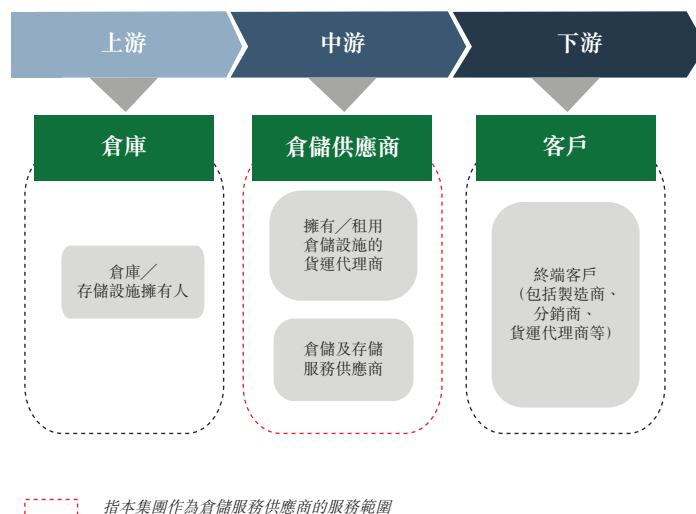 上游
中游
下游
倉庫
倉儲供應商
客戶
倉庫╱
存儲設施擁有人
擁有╱租用
倉儲設施的
貨運代理商
倉儲及存儲
服務供應商
終端客戶
(包括製造商、
分銷商、
貨運代理商等)
指本集團作為倉儲服務供應商的服務範圍